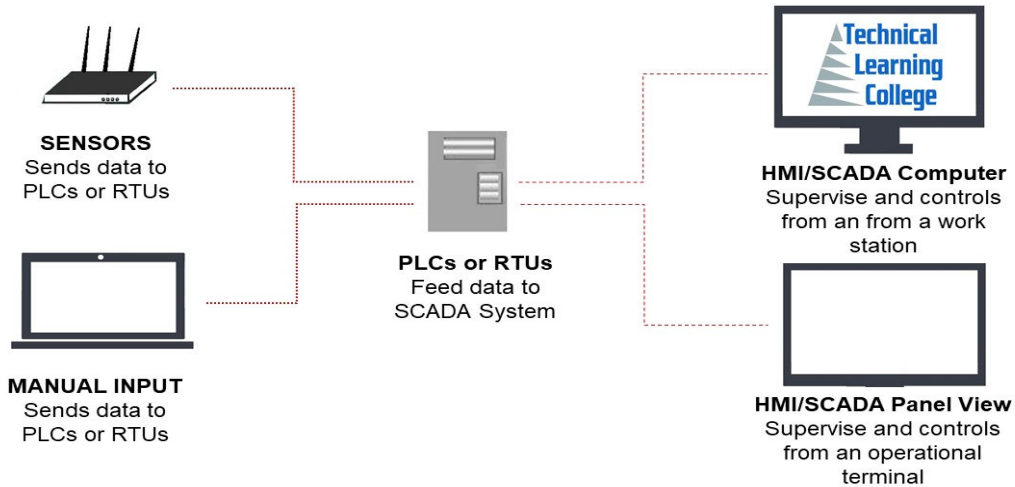 SENSORS
Sends data to
PLCs or RTUs
MANUAL INPUT
Sends data to
PLCs or RTUs
PLCs or RTUs
Feed data to
SCADA System
Technical
Learning
College
HMI/SCADA Computer
Supervise and controls
from an from a work
station
HMI/SCADA Panel View
Supervise and controls
from an operational
terminal